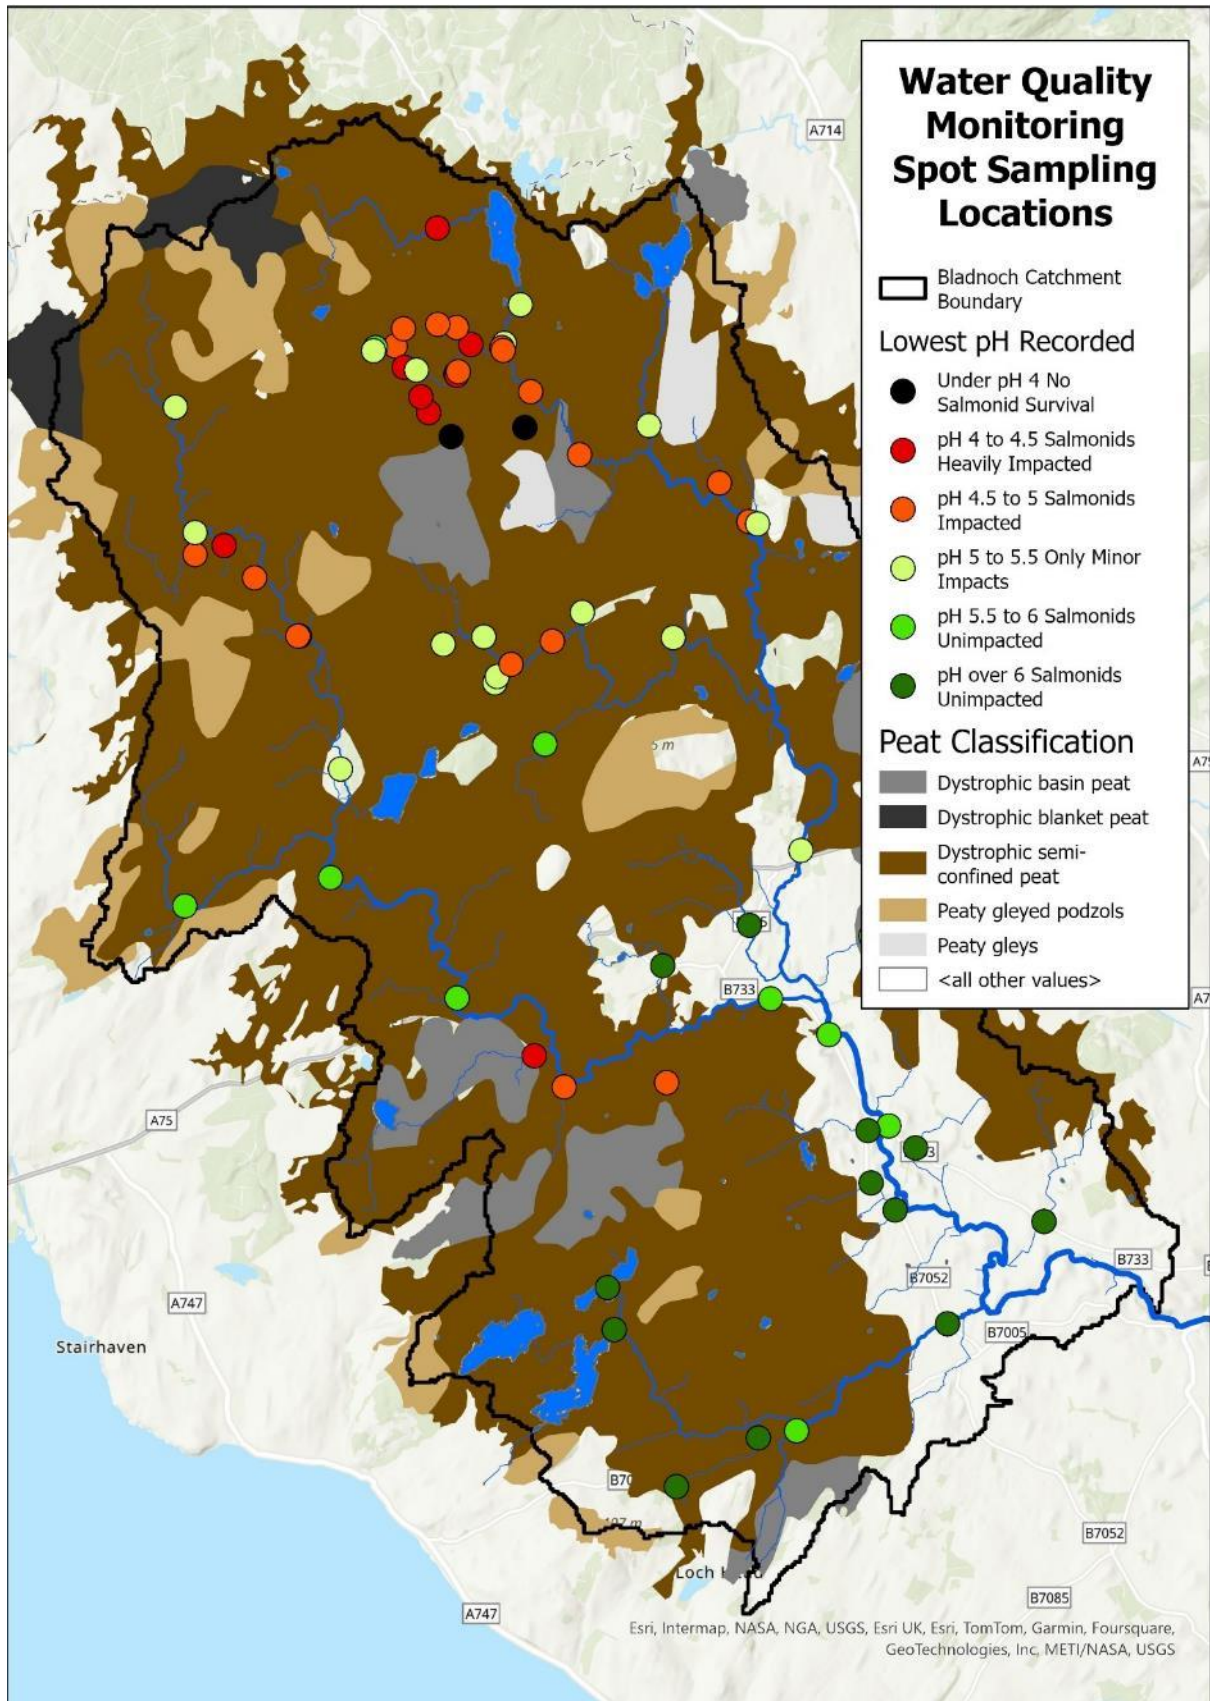 Water Quality
Monitoring
Spot Sampling
Locations
Bladnoch Catchment
Boundary
Lowest pH Recorded
Under pH 4 No
Salmonid Survival
pH 4 to 4.5 Salmonids
Heavily Impacted
pH 4.5 to 5 Salmonids
Impacted
pH 5 to 5.5 Only Minor
Impacts
pH 5.5 to 6 Salmonids
Unimpacted
pH over 6 Salmonids
Unimpacted
Peat Classification
Dystrophic basin peat
Dystrophic blanket peat
Dystrophic semi-
confined peat
Peaty gleyed podzols
Peaty gleys
<all other values>
A714
B733
A75
B733
B7052
B7005
A747
Stairhaven
B7052
Loch
B7085
A747
Esri, Intermap, NASA, NGA, USGS, Esri UK, Esri, TomTom, Garmin, Foursquare,
GeoTechnologies, Inc, METI/NASA, USGS